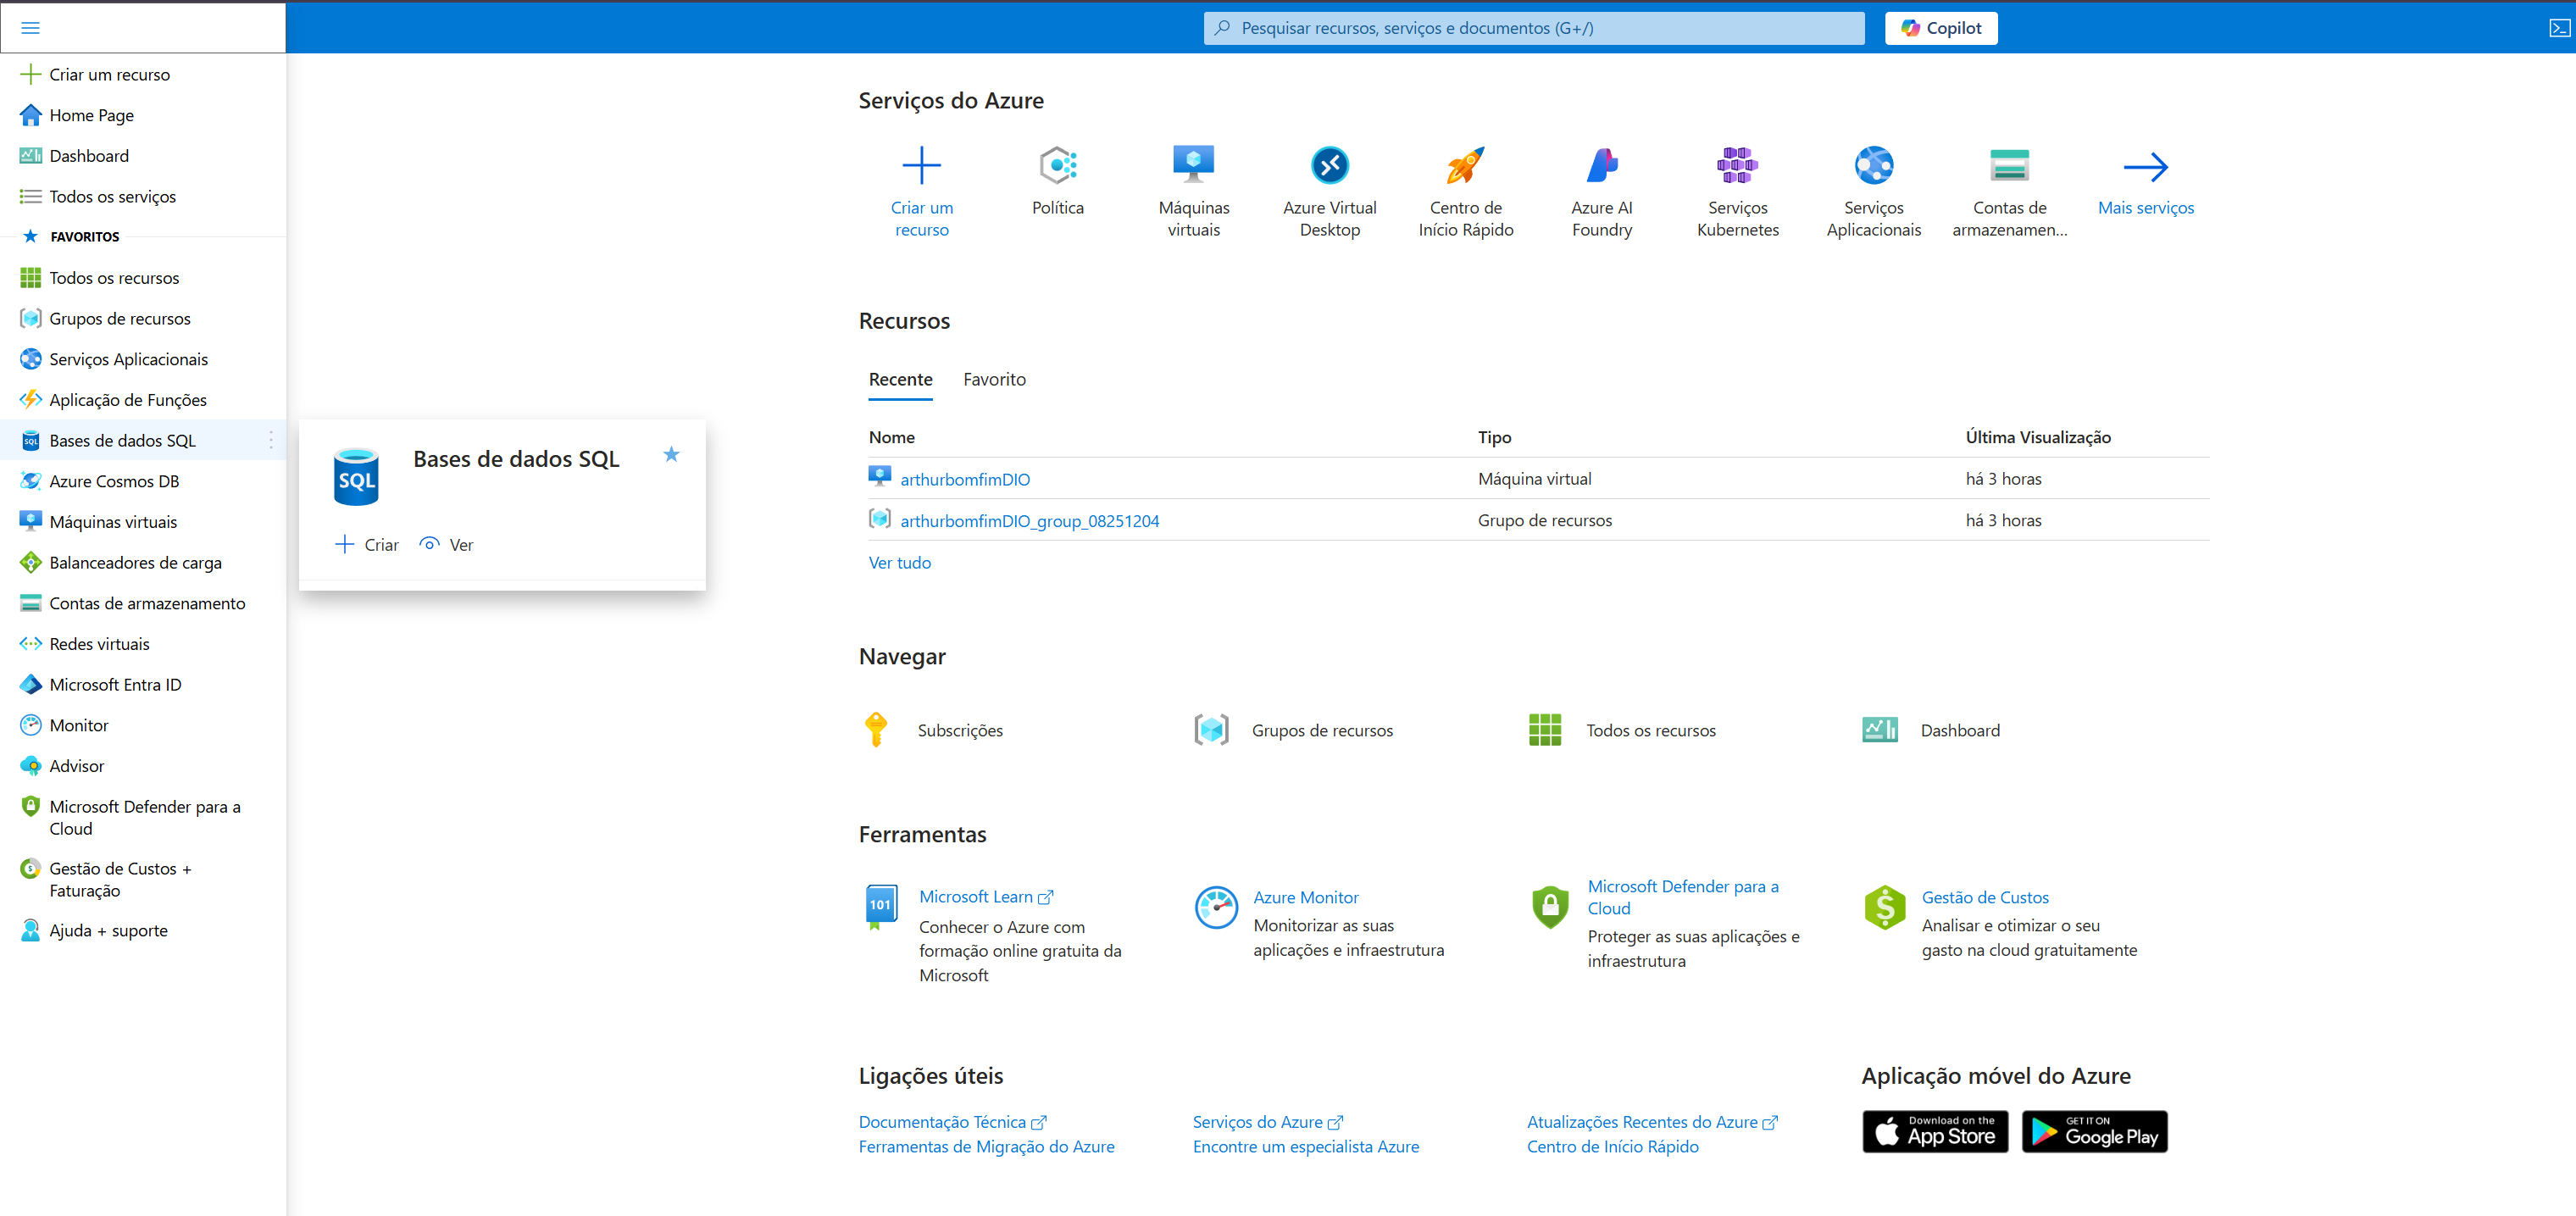 Pesquisar recursos, serviços e documentos (G+/)
Copilot
Criar um recurso
Home Page
Dashboard
Todos os serviços
FAVORITOS
Todos os recursos
Grupos de recursos
Serviços Aplicacionais
Aplicação de Funções
Bases de dados SQL
Azure Cosmos DB
Máquinas virtuais
Balanceadores de carga
Contas de armazenamento
Redes virtuais
Microsoft Entra ID
Monitor
Advisor
Microsoft Defender para a
Cloud
Gestão de Custos +
Faturação
Ajuda + suporte
SQL
Bases de dados SQL
Criar
Ver
Serviços do Azure
Criar um
recurso
Política
Máquinas
virtuais
Azure Virtual
Desktop
Centro de
Início Rápido
Azure AI
Foundry
Serviços
Kubernetes
Serviços
Aplicacionais
Contas de
armazenamen...
Mais serviços
Recursos
Recente
Favorito
Nome
Tipo
Última Visualização
arthurbomfimDIO
Máquina virtual
há 3 horas
arthurbomfimDIO_group_08251204
Grupo de recursos
há 3 horas
Ver tudo
Navegar
Subscrições
Grupos de recursos
Todos os recursos
Dashboard
Ferramentas
101
Microsoft Learn
Conhecer o Azure com
formação online gratuita da
Microsoft
Azure Monitor
Monitorizar as suas
aplicações e infraestrutura
Microsoft Defender para a
Cloud
Proteger as suas aplicações e
infraestrutura
Gestão de Custos
Analisar e otimizar o seu
gasto na cloud gratuitamente
Ligações úteis
Documentação Técnica
Ferramentas de Migração do Azure
Serviços do Azure
Encontre um especialista Azure
Atualizações Recentes do Azure
Centro de Início Rápido
Aplicação móvel do Azure
Download on the
App Store
GET IT ON
Google Play